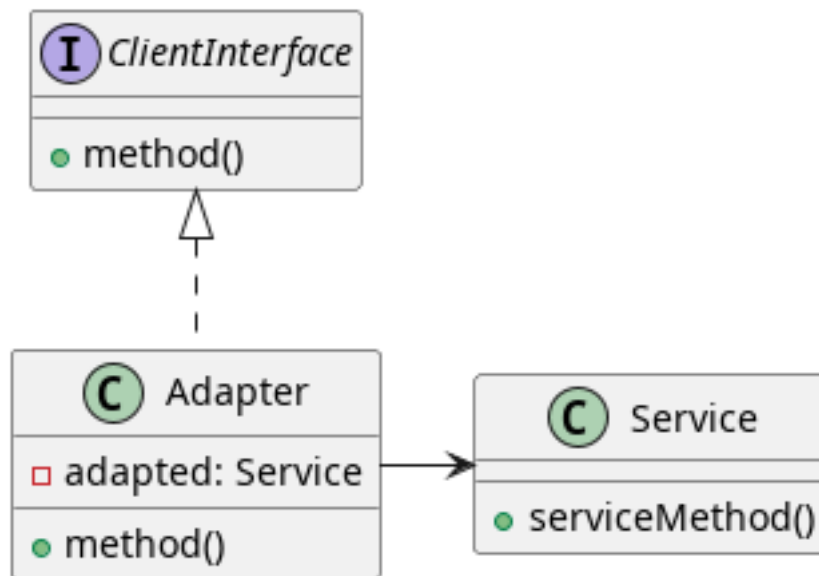 I ClientInterface
method()
C Adapter
adapted: Service
method()
C Service
serviceMethod()